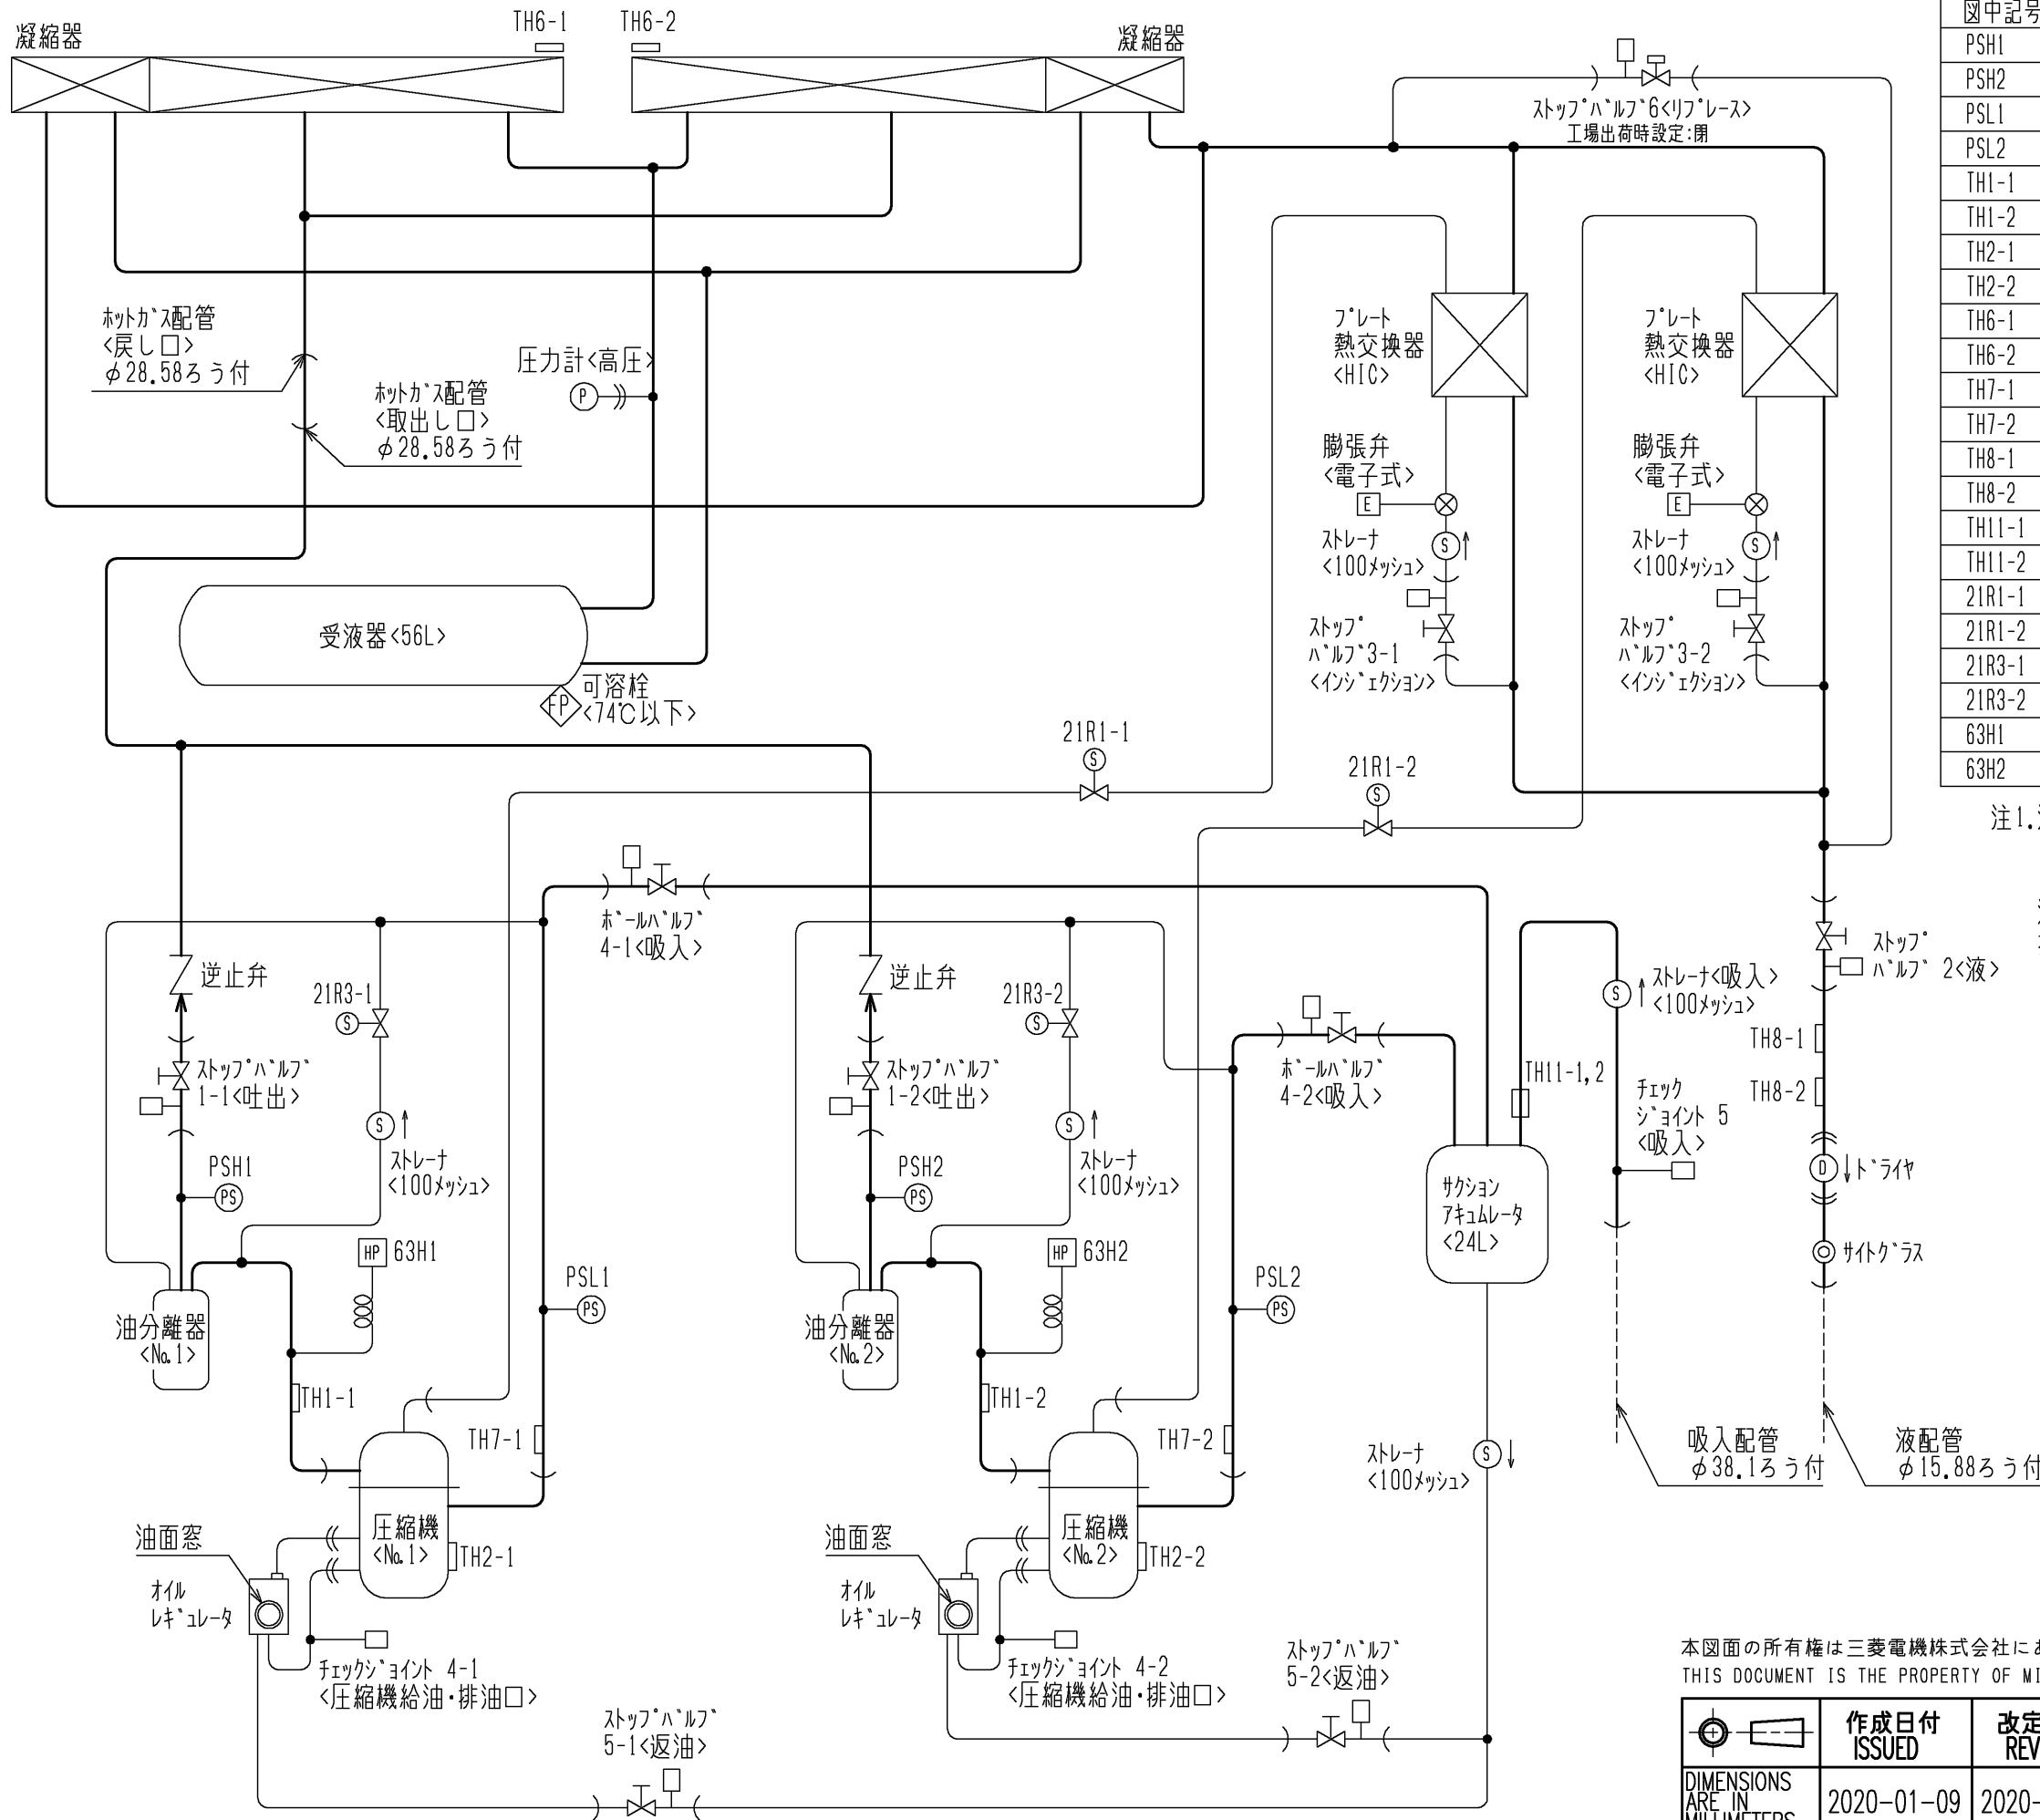 凝縮器
TH6-1
TH6-2
凝縮器
ストップバルブ6<リプレース>
工場出荷時設定:閉
図中記号
PSH1
PSH2
PSL1
PSL2
TH1-1
TH1-2
TH2-1
TH2-2
TH6-1
TH6-2
TH7-1
TH7-2
TH8-1
TH8-2
TH11-1
TH11-2
21R1-1
21R1-2
21R3-1
21R3-2
63H1
63H2
注1.
ホットガス配管
<戻し口>
φ28.58ろう付
ホットガス配管
<取出し口>
φ28.58ろう付
圧力計<高圧>
P
プレート
熱交換器
<HIC>
プレート
熱交換器
<HIC>
膨張弁
<電子式>
E
膨張弁
<電子式>
E
ストレーナ
<100メッシュ>
S
ストレーナ
<100メッシュ>
S
ストップ
バルブ3-1
<インジェクション>
ストップ
バルブ3-2
<インジェクション>
受液器<56L>
FP
可溶栓
<74℃以下>
21R1-1
S
21R1-2
S
ボールバルブ
4-1<吸入>
逆止弁
21R3-1
S
逆止弁
21R3-2
S
ストップバルブ
1-1<吐出>
ストップバルブ
1-2<吐出>
ボールバルブ
4-2<吸入>
ストップ
バルブ 2<液>
S
ストレーナ<吸入>
<100メッシュ>
TH8-1
TH8-2
TH11-1,2
チェック
ジョイント 5
<吸入>
S
ストレーナ
<100メッシュ>
S
ストレーナ
<100メッシュ>
PSH1
PS
PSH2
PS
D
ドライヤ
サクション
アキュムレータ
<24L>
サイトグラス
HP
63H1
HP
63H2
PSL1
PS
PSL2
PS
油分離器
<No.1>
油分離器
<No.2>
TH1-1
TH1-2
TH7-1
TH7-2
ストレーナ
<100メッシュ>
S
吸入配管
φ38.1ろう付
液配管
φ15.88ろう付
圧縮機
<No.1>
TH2-1
圧縮機
<No.2>
TH2-2
油面窓
油面窓
オイル
レギュレータ
オイル
レギュレータ
チェックジョイント 4-1
<圧縮機給油・排油口>
チェックジョイント 4-2
<圧縮機給油・排油口>
ストップバルブ
5-2<返油>
ストップバルブ
5-1<返油>
本図面の所有権は三菱電機株式会社にあ
THIS DOCUMENT IS THE PROPERTY OF MI
作成日付
ISSUED
改定
REV
DIMENSIONS
ARE IN
MILLIMETERS
2020-01-09
2020-